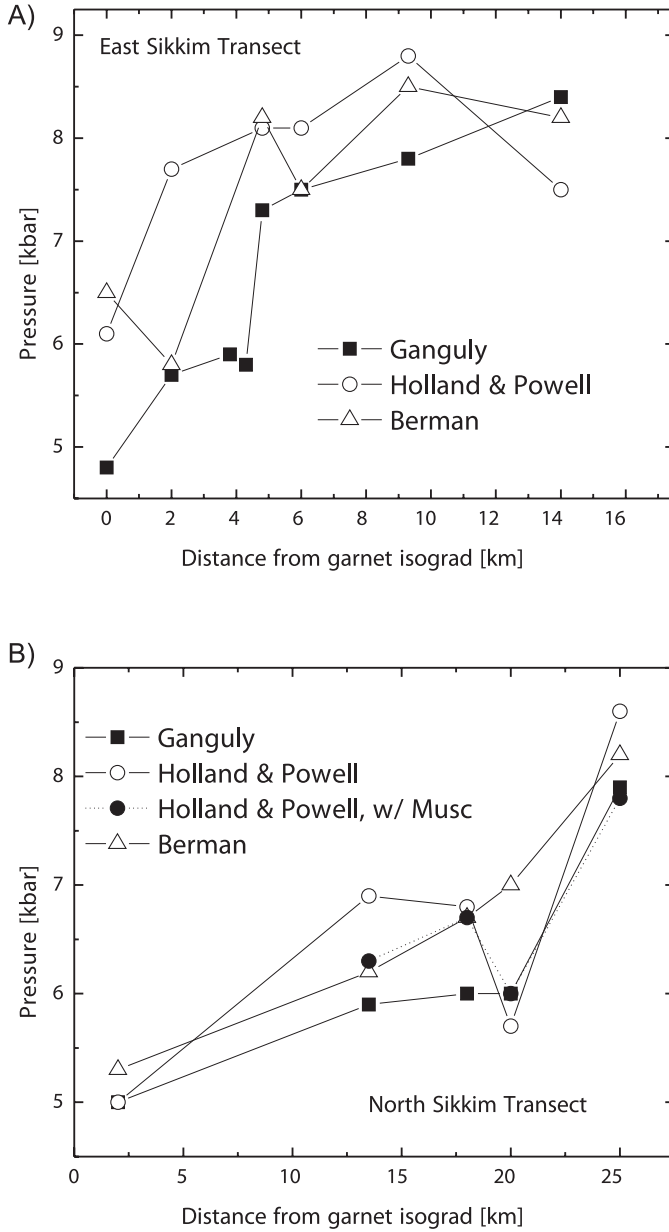 A)
East Sikkim Transect
9
8
7
6
5
Pressure [kbar]
Ganguly
Holland & Powell
Berman
0 2 4 6 8 10 12 14 16
Distance from garnet isograd [km]
B)
9
8
7
6
5
Pressure [kbar]
Ganguly
Holland & Powell
Holland & Powell, w/ Musc
Berman
North Sikkim Transect
0 5 10 15 20 25
Distance from garnet isograd [km]